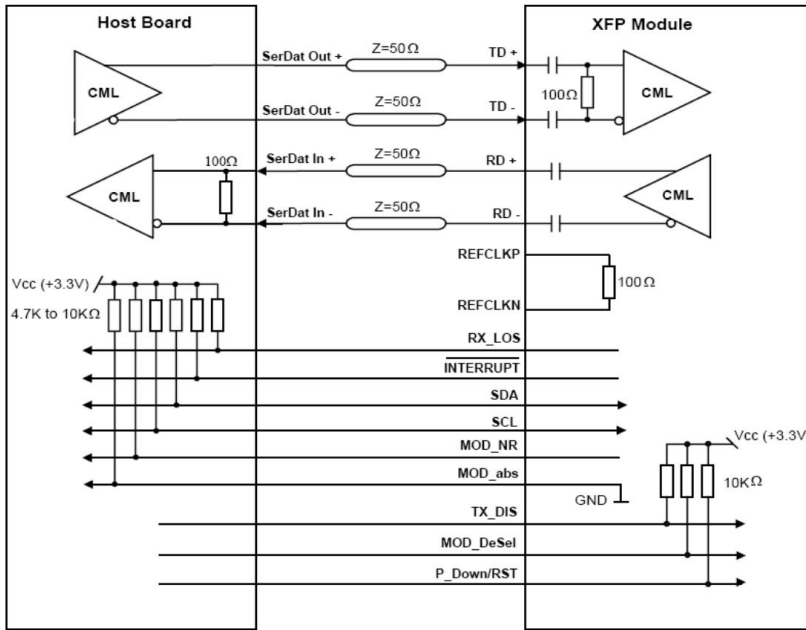 Host Board
XFP Module
SerDat Out +
Z=50Ω
TD +
CML
100Ω
CML
SerDat Out -
Z=50Ω
TD -
100Ω
SerDat In +
Z=50Ω
RD +
CML
CML
SerDat In -
Z=50Ω
RD -
REFCLKP
Vcc (+3.3V)
100Ω
4.7K to 10KΩ
REFCLKN
RX_LOS
INTERRUPT
SDA
SCL
MOD_NR
Vcc (+3.3V
MOD_abs
10KΩ
GND
TX_DIS
MOD_DeSel
P_Down/RST